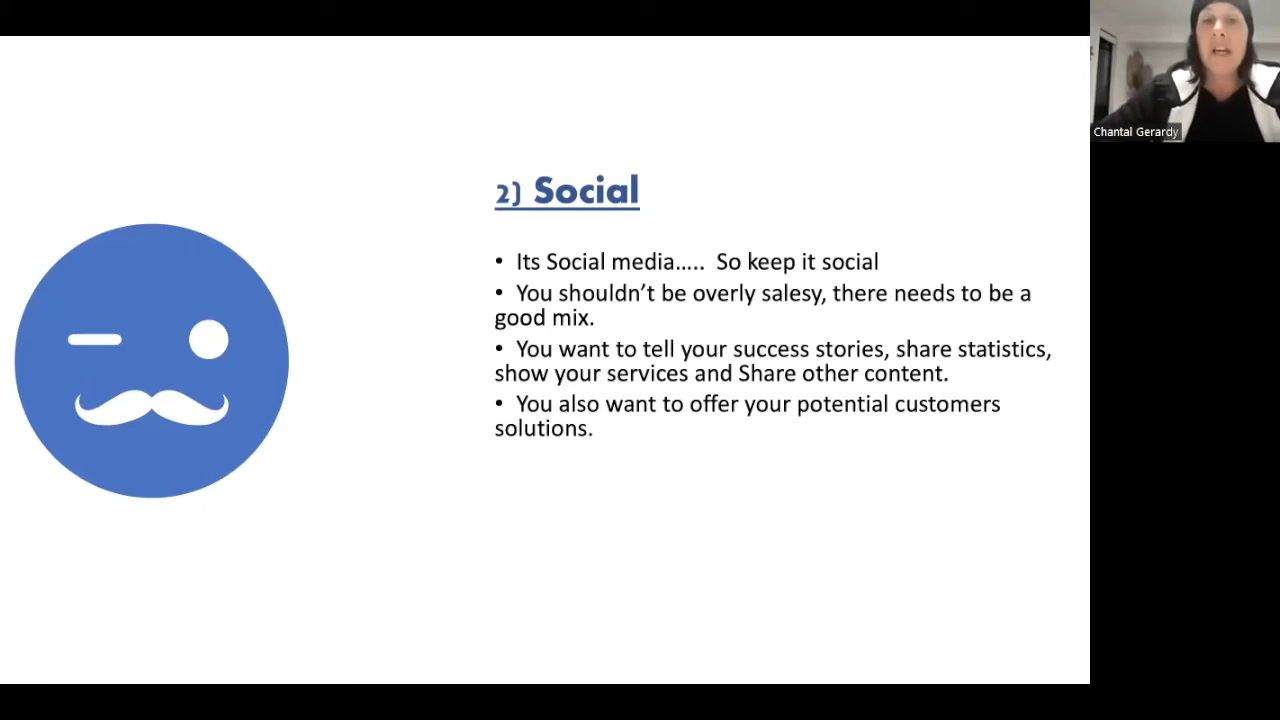 Chantal Gerardy
2) Social
• Its Social media..... So keep it social
• You shouldn't be overly salesy, there needs to be a
good mix.
• You want to tell your success stories, share statistics,
show your services and Share other content.
• You also want to offer your potential customers
solutions.